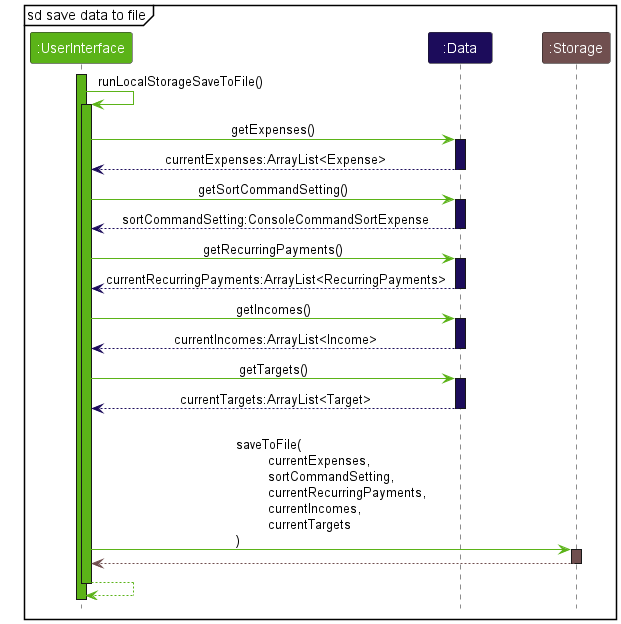 sd save data to file
:UserInterface
:Data
:Storage
runLocalStorageSaveToFile()
getExpenses()
currentExpenses:ArrayList<Expense>
getSortCommandSetting()
sortCommandSetting:ConsoleCommandSortExpense
getRecurringPayments()
currentRecurringPayments:ArrayList<RecurringPayments>
getIncomes()
currentIncomes:ArrayList<Income>
getTargets()
currentTargets:ArrayList<Target>
saveToFile(
currentExpenses,
sortCommandSetting,
currentRecurringPayments,
currentIncomes,
currentTargets
)